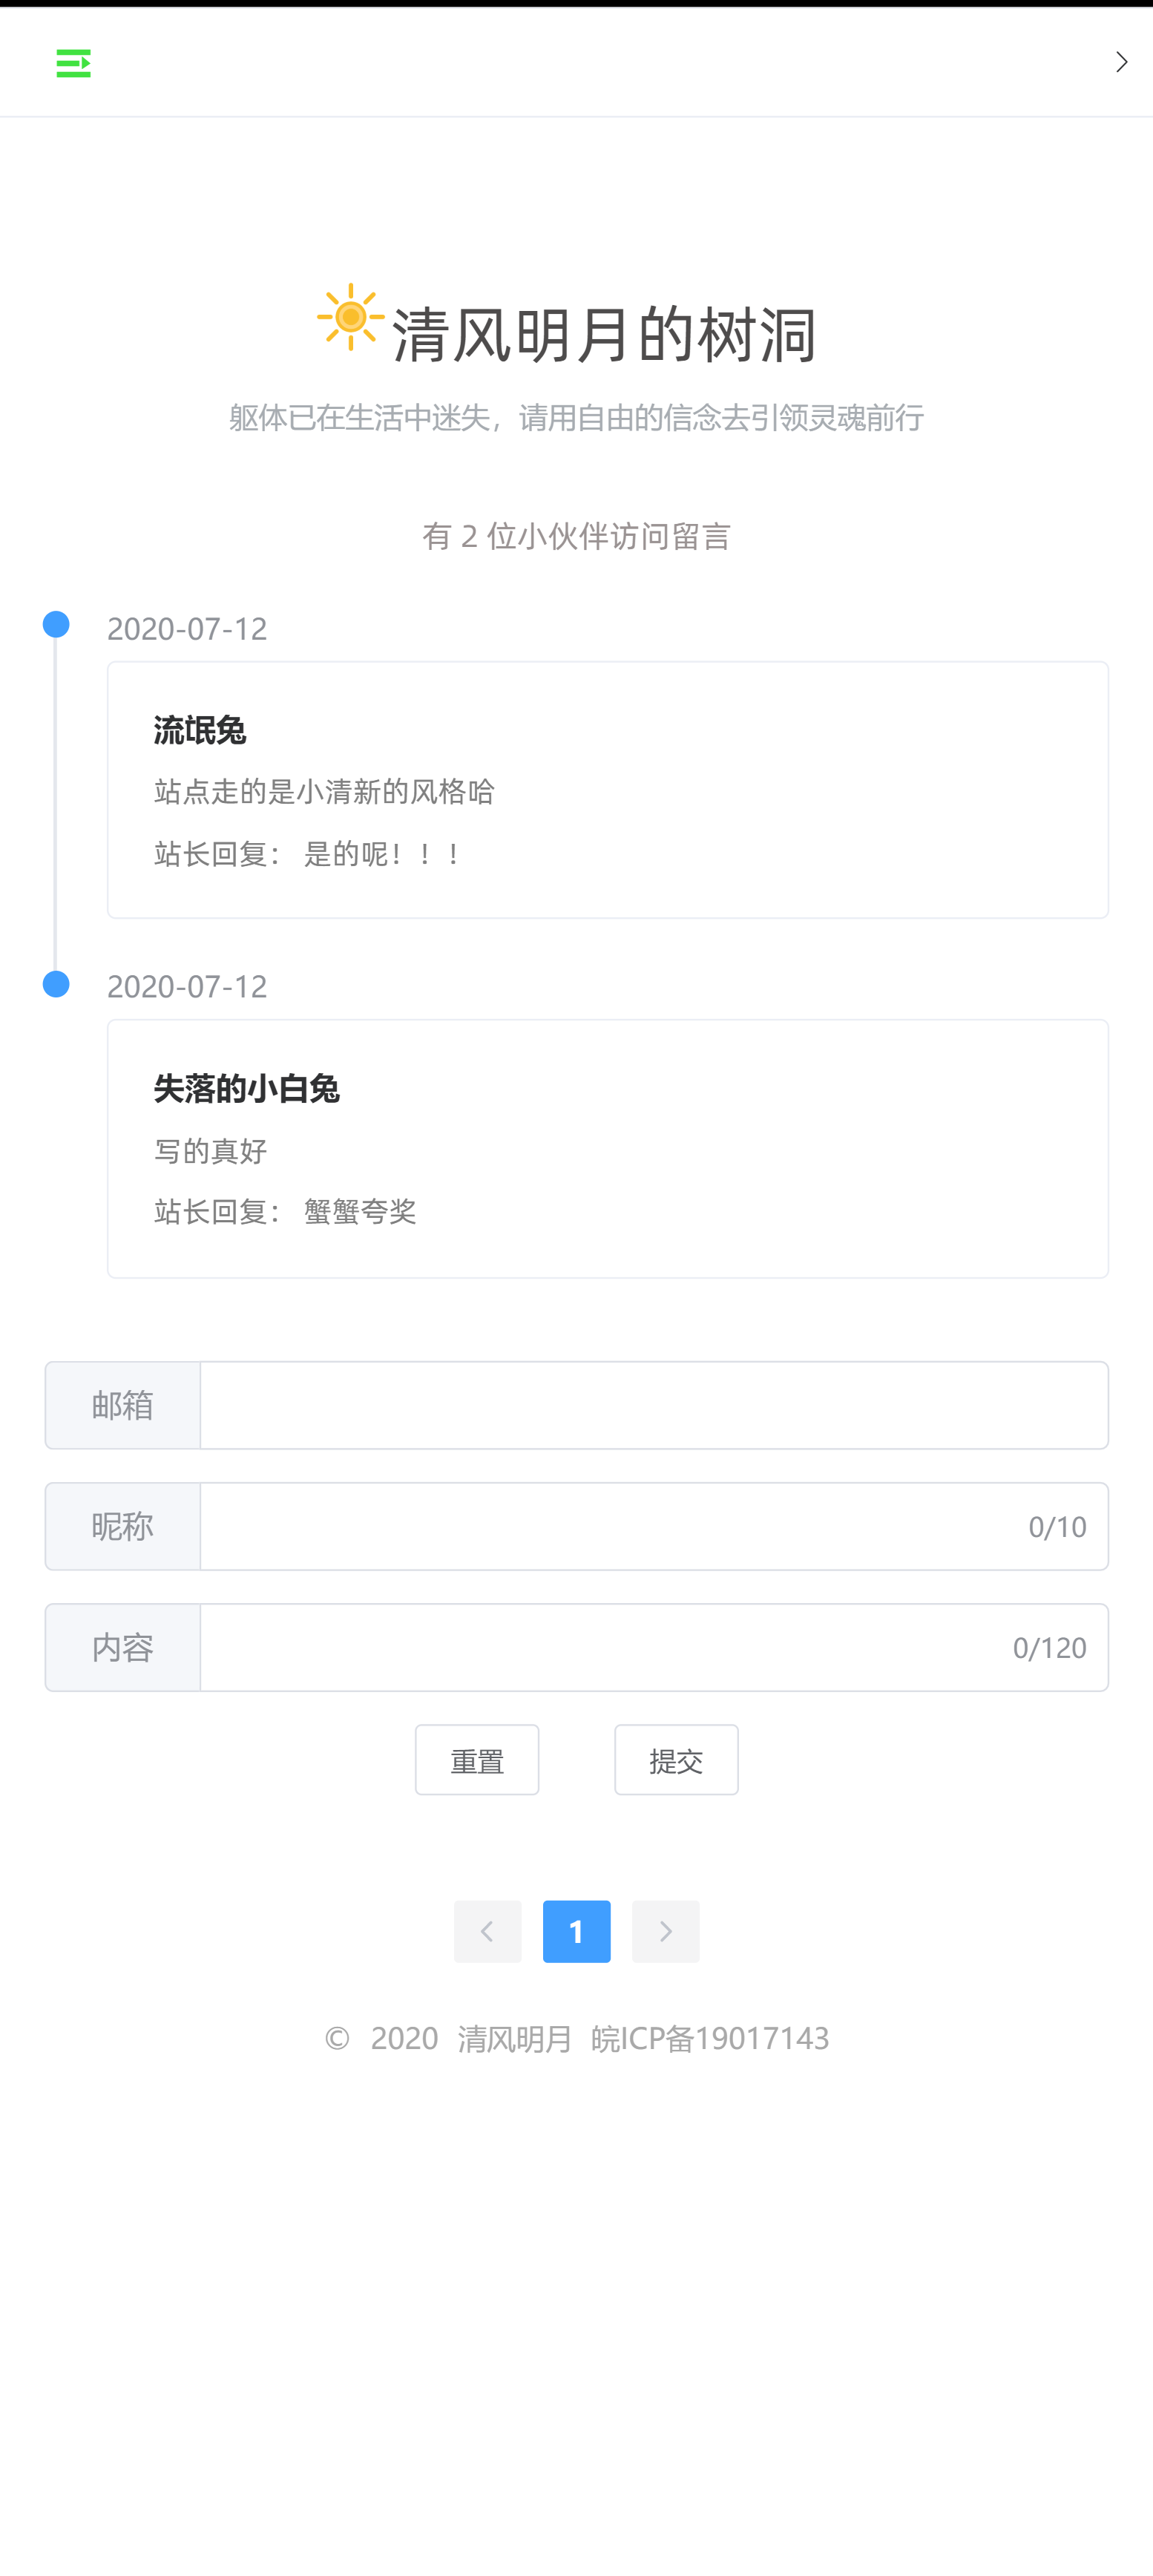 清风明月的树洞
躯体已在生活中迷失，请用自由的信念去引领灵魂前行
有 2 位小伙伴访问留言
2020-07-12
流氓兔
站点走的是小清新的风格哈
站长回复： 是的呢！！！
2020-07-12
失落的小白兔
写的真好
站长回复： 蟹蟹夸奖
邮箱
昵称 0/10
内容 0/120
重置 提交
1
© 2020 清风明月 皖ICP备19017143